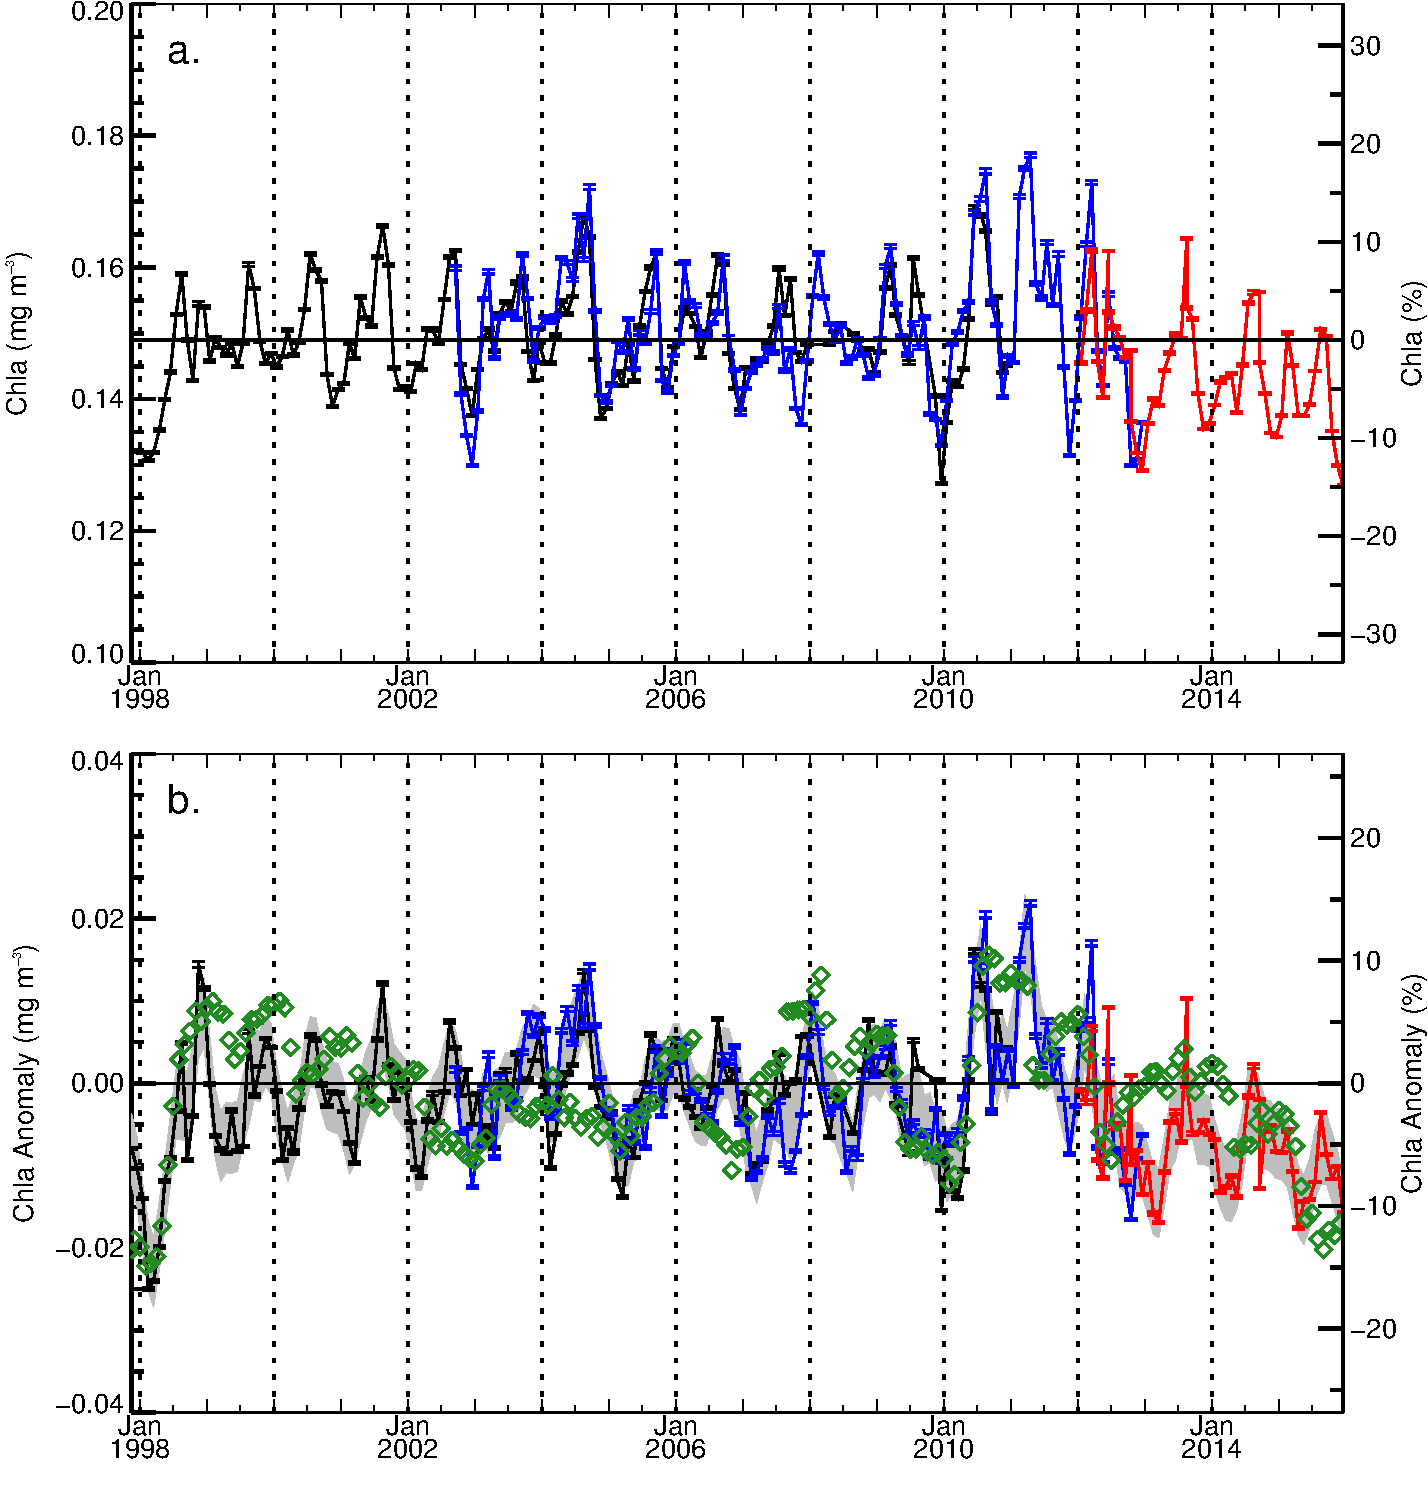 a.
0.20
0.18
0.16
0.14
0.12
0.10
Chla (mg m⁻³)
30
20
10
0
−10
−20
−30
Chla (%)
Jan Jan Jan Jan Jan
1998 2002 2006 2010 2014
b.
0.04
0.02
0.00
−0.02
−0.04
Chla Anomaly (mg m⁻³)
20
10
0
−10
−20
Chla Anomaly (%)
Jan Jan Jan Jan Jan
1998 2002 2006 2010 2014